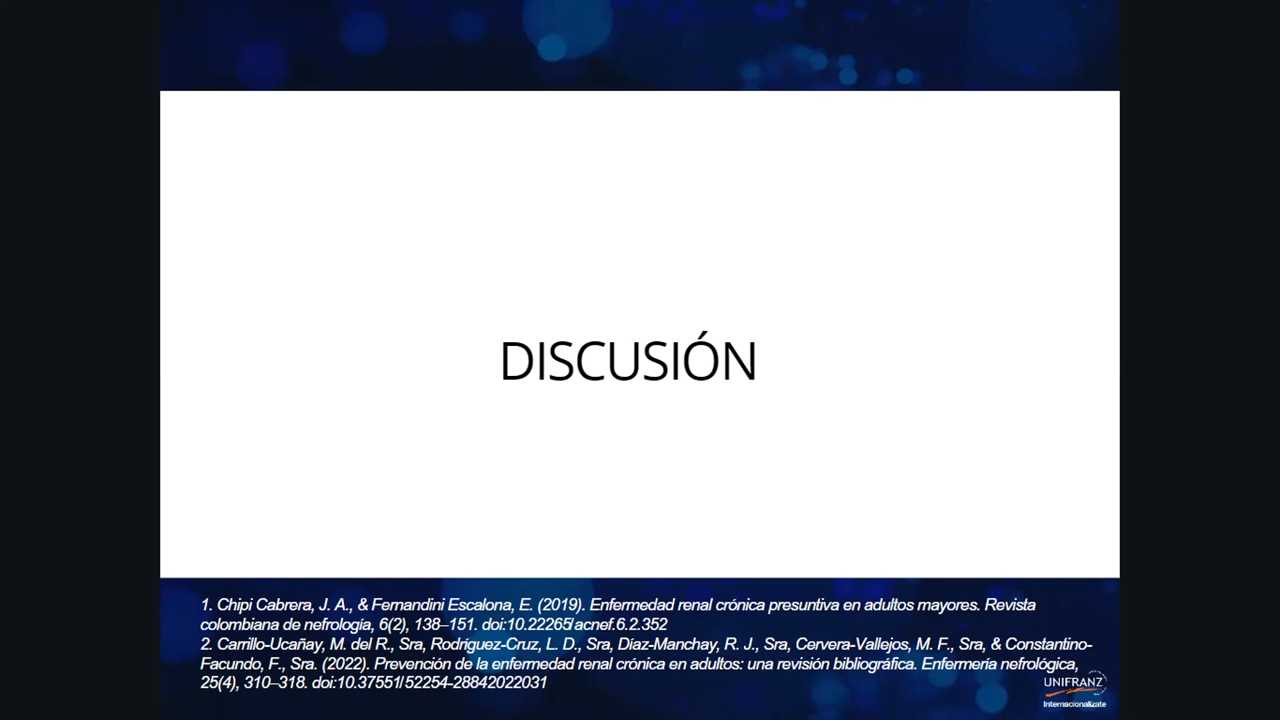 DISCUSIÓN
1. Chipi Cabrera, J. A., & Fernandini Escalona, E. (2019). Enfermedad renal crónica presuntiva en adultos mayores. Revista
colombiana de nefrología, 6(2), 138–151. doi:10.22265/acnef.6.2.352
2. Carrillo-Ucañay, M. del R., Sra, Rodríguez-Cruz, L. D., Sra, Díaz-Manchay, R. J., Sra, Cervera-Vallejos, M. F., Sra, & Constantino-
Facundo, F., Sra. (2022). Prevención de la enfermedad renal crónica en adultos: una revisión bibliográfica. Enfermería nefrológica,
25(4), 310–318. doi:10.37551/52254-28842022031
UNIFRANZ
Internacionalízate